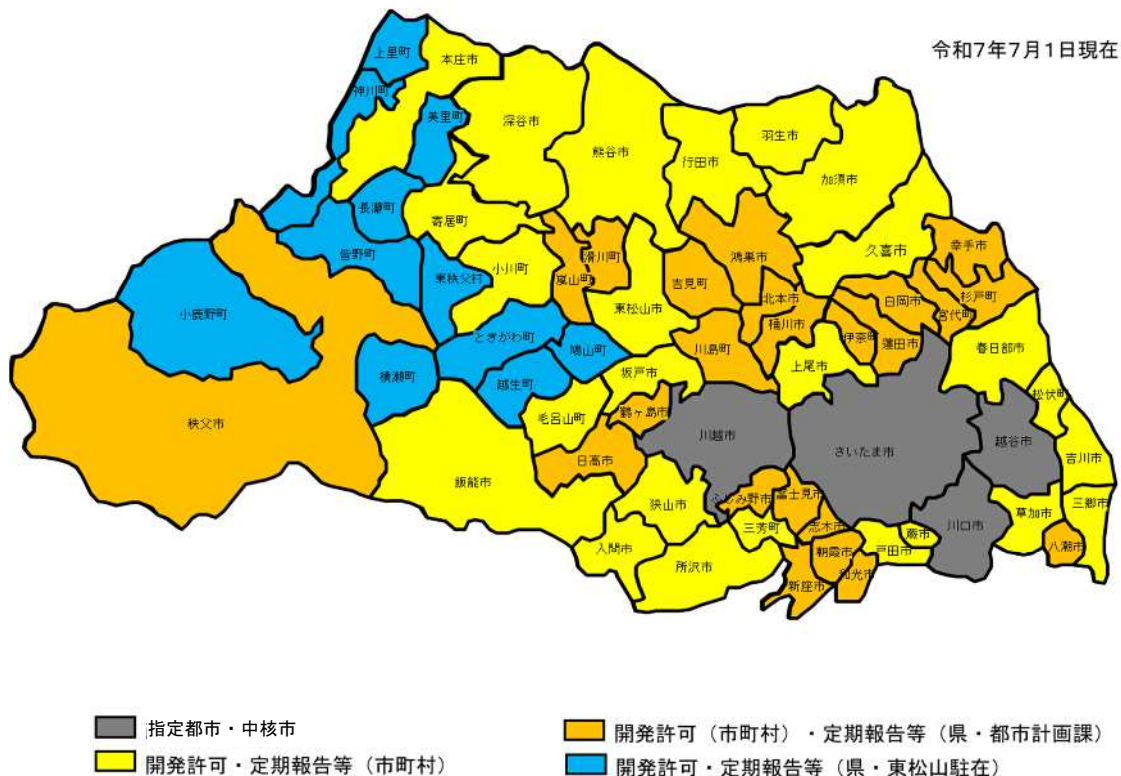 令和7年7月1日現在
上里町
本庄市
神川町
美里町
深谷市
熊谷市
行田市
羽生市
加須市
長瀞町
寄居町
皆野町
東秩父村
小川町
嵐山町
滑川町
東松山市
吉見町
鴻巣市
久喜市
幸手市
北本市
桶川市
白岡市
宮代町
杉戸町
小鹿野町
ときがわ町
鳩山町
川島町
伊奈町
蓮田市
上尾市
春日部市
横瀬町
越生町
坂戸市
松伏町
秩父市
毛呂山町
鶴ヶ島市
川越市
さいたま市
越谷市
吉川市
日高市
飯能市
狭山市
ふじみ野市
富士見市
三芳町
志木市
川口市
草加市
三郷市
入間市
所沢市
朝霞市
戸田市
蕨市
八潮市
新座市
和光市
指定都市・中核市
開発許可(市町村)・定期報告等(県・都市計画課)
開発許可・定期報告等(市町村)
開発許可・定期報告等(県・東松山駐在)